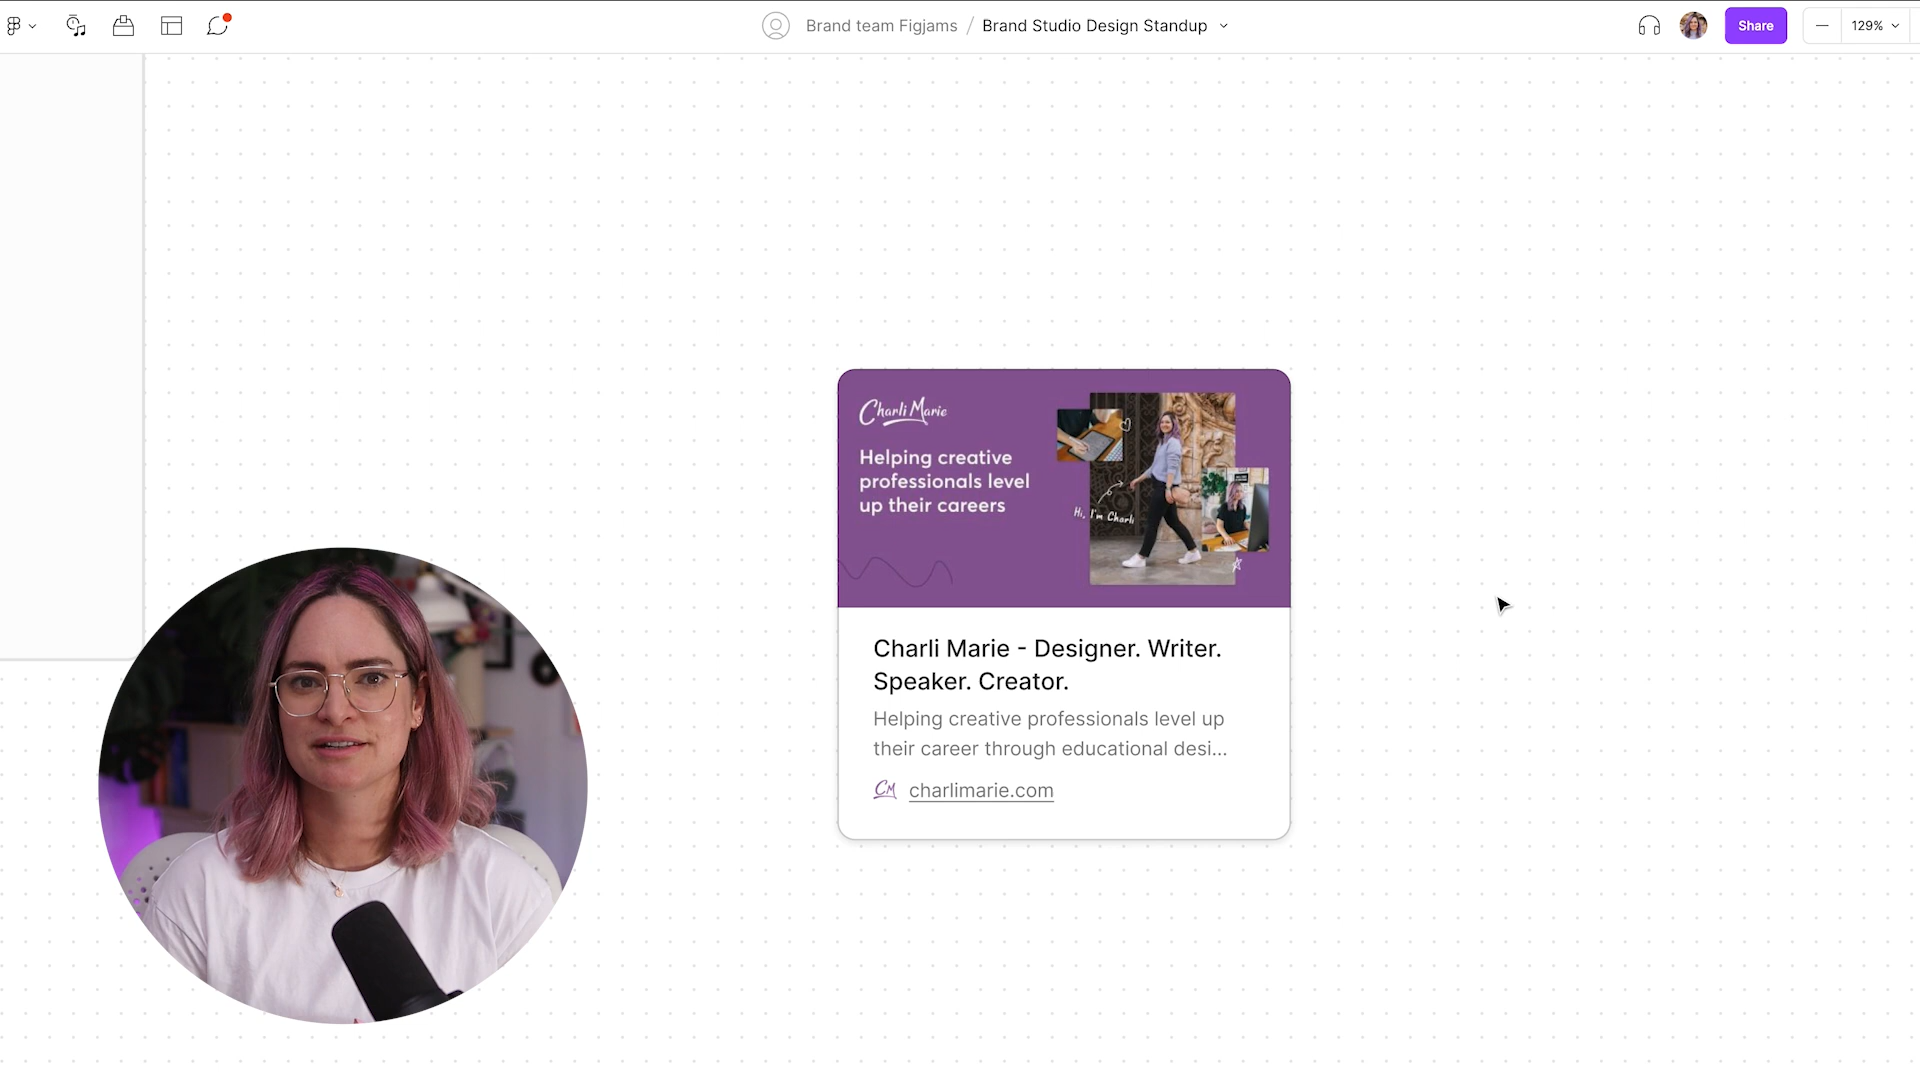 Brand team Figjams / Brand Studio Design Standup
Share
129%
Charli Marie
Helping creative
professionals level
up their careers
Hi, I'm Charli
Charli Marie - Designer. Writer.
Speaker. Creator.
Helping creative professionals level up
their career through educational desi...
CM charlimarie.com